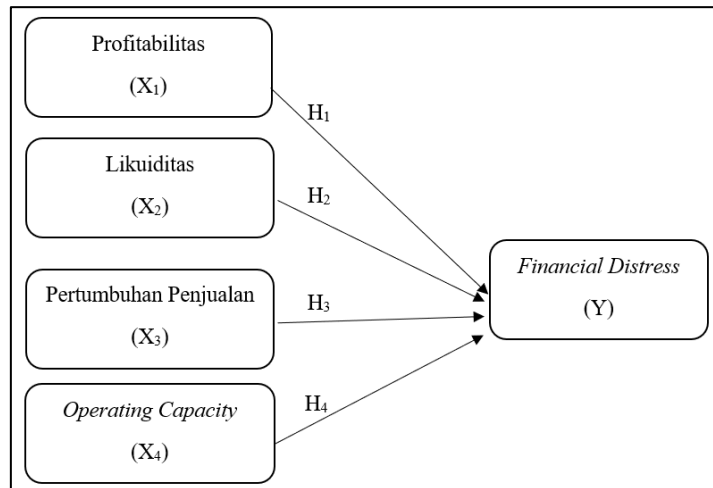 Profitabilitas
(X₁)
H₁
Likuiditas
(X₂)
H₂
Financial Distress
(Y)
Pertumbuhan Penjualan
(X₃)
H₃
Operating Capacity
(X₄)
H₄